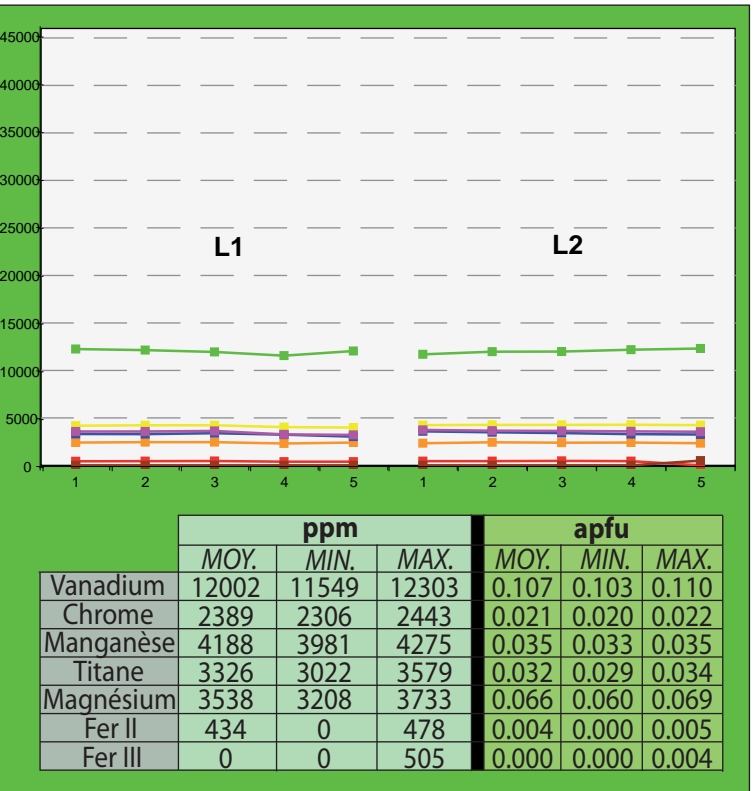 45000
40000
35000
30000
25000
20000
15000
10000
5000
0
L1 L2
1 2 3 4 5 1 2 3 4 5
ppm apfu
MOY. MIN. MAX. MOY. MIN. MAX.
Vanadium 12002 11549 12303 0.107 0.103 0.110
Chrome 2389 2306 2443 0.021 0.020 0.022
Manganèse 4188 3981 4275 0.035 0.033 0.035
Titane 3326 3022 3579 0.032 0.029 0.034
Magnésium 3538 3208 3733 0.066 0.060 0.069
Fer II 434 0 478 0.004 0.000 0.005
Fer III 0 0 505 0.000 0.000 0.004